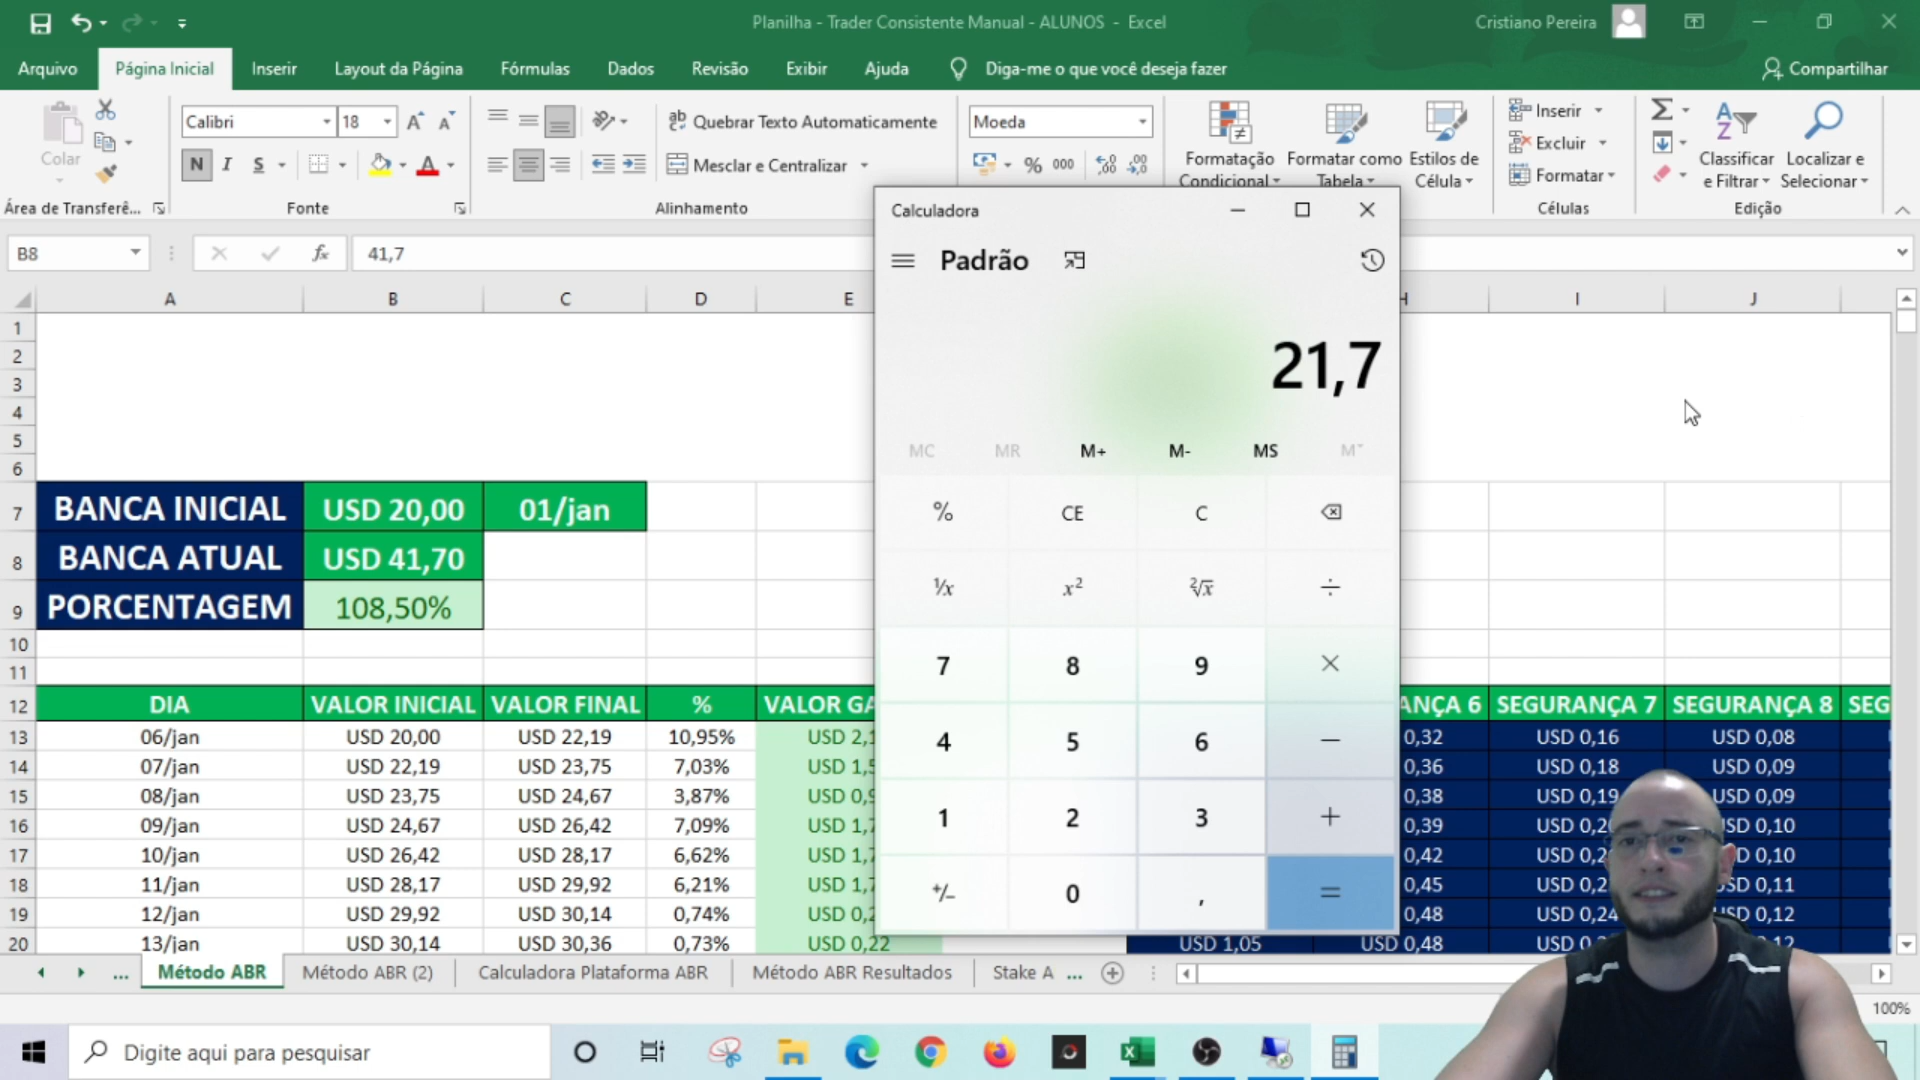 Planilha - Trader Consistente Manual - ALUNOS - Excel
Cristiano Pereira
Arquivo Página Inicial Inserir Layout da Página Fórmulas Dados Revisão Exibir Ajuda Diga-me o que você deseja fazer Compartilhar
Colar
Calibri 18
N I S
Quebrar Texto Automaticamente
Mesclar e Centralizar
Moeda
% 000
Formatação Condicional
Formatar como Tabela
Estilos de Célula
Inserir
Excluir
Formatar
Classificar e Filtrar
Localizar e Selecionar
Área de Transferê... Fonte Alinhamento Células Edição
B8 fx 41,7
A B C D E H I J
1
2
3
4
5
6
7 BANCA INICIAL USD 20,00 01/jan
8 BANCA ATUAL USD 41,70
9 PORCENTAGEM 108,50%
10
11
12 DIA VALOR INICIAL VALOR FINAL % VALOR GA ANÇA 6 SEGURANÇA 7 SEGURANÇA 8 SEG
13 06/jan USD 20,00 USD 22,19 10,95% USD 2,1 0,32 USD 0,16 USD 0,08
14 07/jan USD 22,19 USD 23,75 7,03% USD 1,5 0,36 USD 0,18 USD 0,09
15 08/jan USD 23,75 USD 24,67 3,87% USD 0,9 0,38 USD 0,19 USD 0,09
16 09/jan USD 24,67 USD 26,42 7,09% USD 1,7 0,39 USD 0,20 USD 0,10
17 10/jan USD 26,42 USD 28,17 6,62% USD 1,7 0,42 USD 0,2 SD 0,10
18 11/jan USD 28,17 USD 29,92 6,21% USD 1,7 0,45 USD 0,2 SD 0,11
19 12/jan USD 29,92 USD 30,14 0,74% USD 0,2 0,48 USD 0,24 SD 0,12
20 13/jan USD 30,14 USD 30,36 0,73% USD 0,22 USD 1,05 USD 0,48 USD 0,2 12
Calculadora
Padrão
21,7
MC MR M+ M- MS M
% CE C
1/x x2 2√x ÷
7 8 9 ×
4 5 6 −
1 2 3 +
+/- 0 , =
... Método ABR Método ABR (2) Calculadora Plataforma ABR Método ABR Resultados Stake A ...
100%
Digite aqui para pesquisar